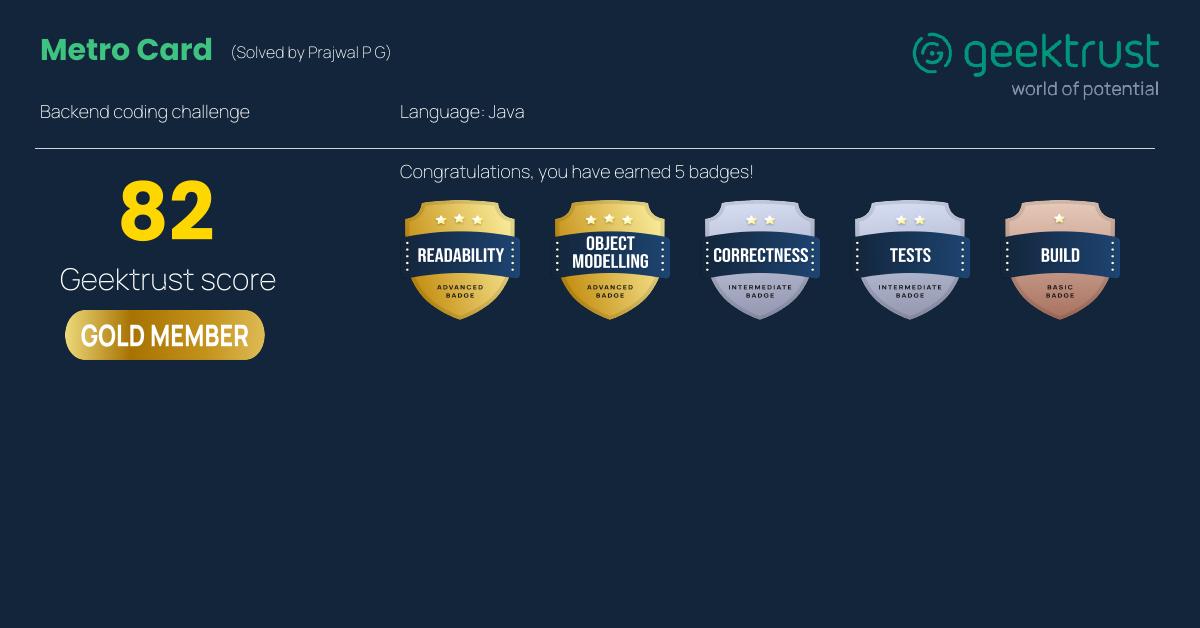 Metro Card (Solved by Prajwal P G)
geektrust
world of potential
Backend coding challenge
Language: Java
Congratulations, you have earned 5 badges!
82
Geektrust score
GOLD MEMBER
READABILITY
ADVANCED
BADGE
OBJECT
MODELLING
ADVANCED
BADGE
CORRECTNESS
INTERMEDIATE
BADGE
TESTS
INTERMEDIATE
BADGE
BUILD
BASIC
BADGE